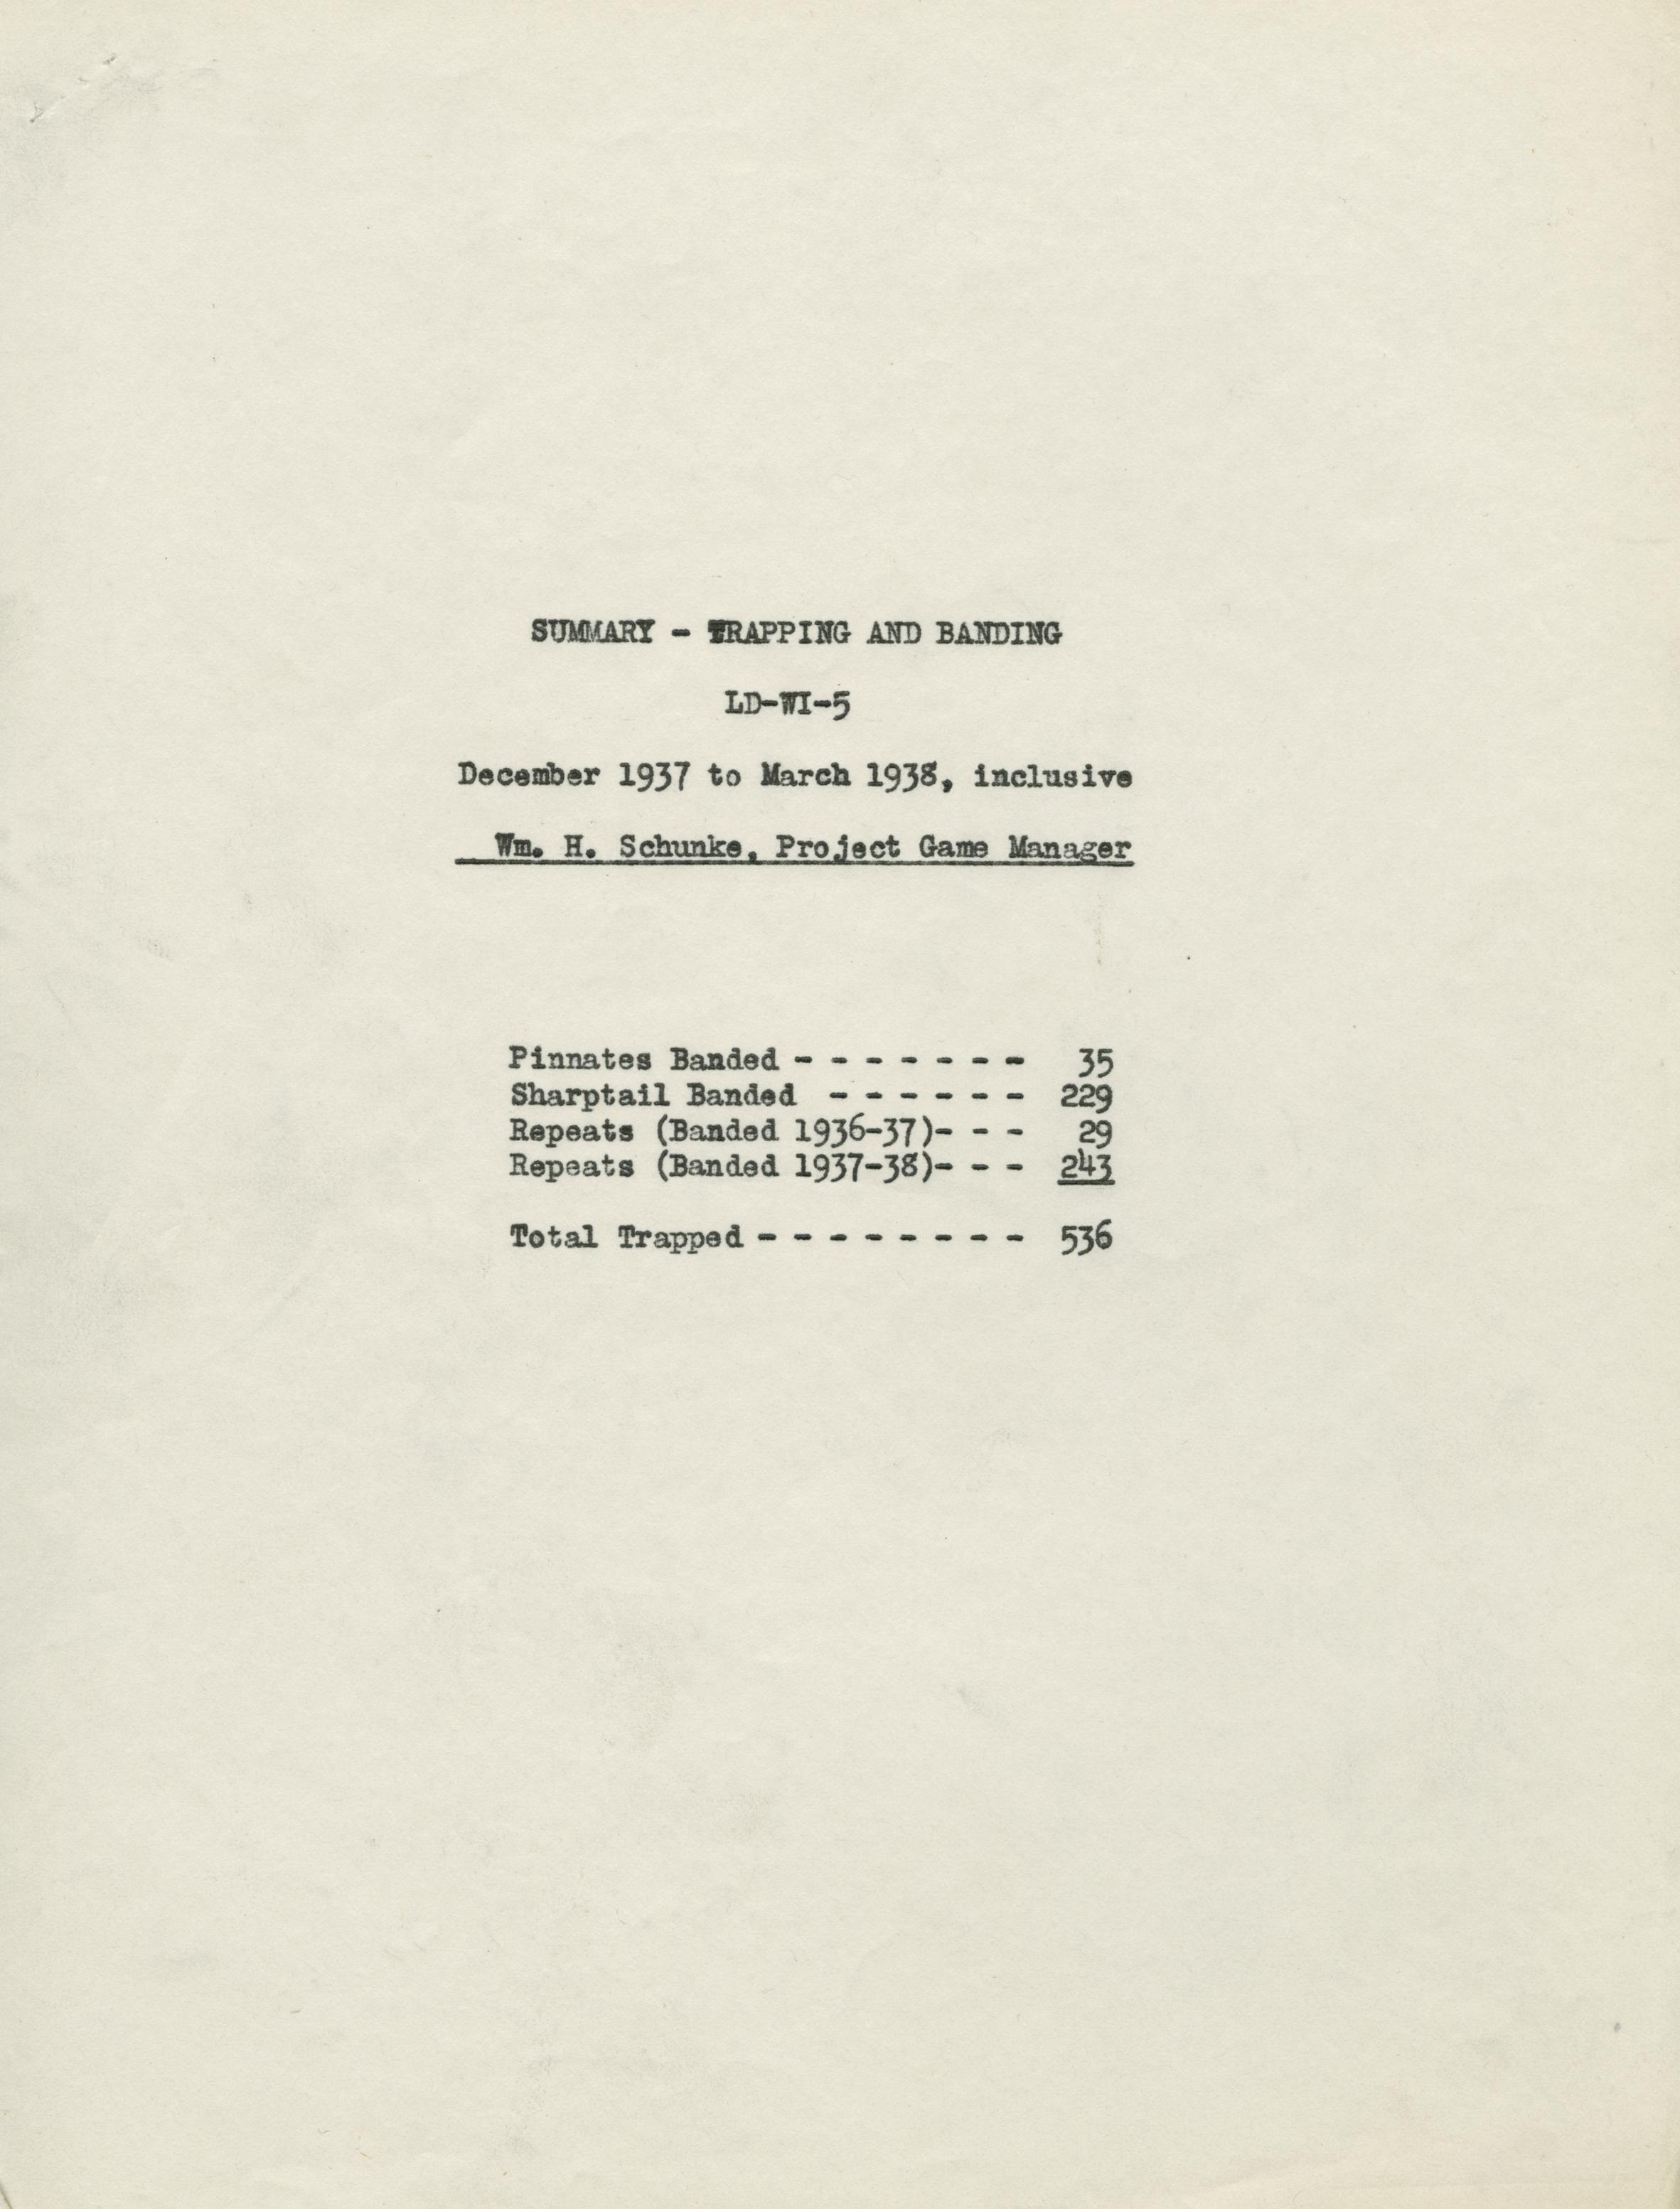 SUMMARY - TRAPPING AND BANDING
LD-WI-5
December 1937 to March 1938, inclusive
Wm. H. Schunke, Project Game Manager
Pinnates Banded - - - - - - - 35
Sharptail Banded - - - - - - 229
Repeats (Banded 1936-37)- - - 29
Repeats (Banded 1937-38)- - - 243
Total Trapped - - - - - - - - 536